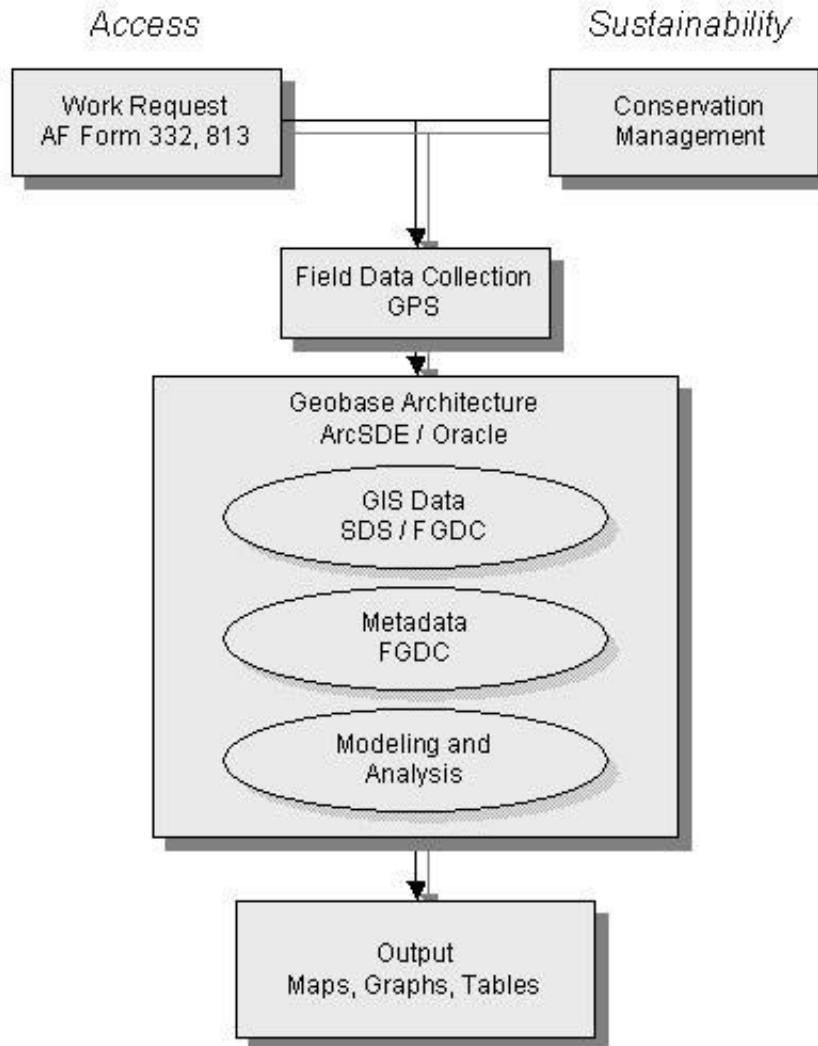 Access
Sustainability
Work Request
AF Form 332, 813
Conservation
Management
Field Data Collection
GPS
Geobase Architecture
ArcSDE / Oracle
GIS Data
SDS / FGDC
Metadata
FGDC
Modeling and
Analysis
Output
Maps, Graphs, Tables